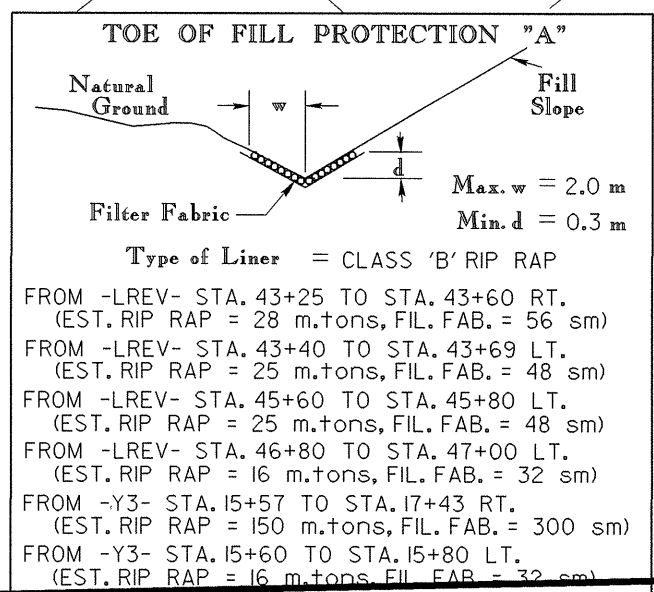 TOE OF FILL PROTECTION "A"
Natural
Ground
w
Fill
Slope
d
Max. w = 2.0 m
Filter Fabric
Min. d = 0.3 m
Type of Liner = CLASS 'B' RIP RAP
FROM -LREV- STA. 43+25 TO STA. 43+60 RT.
(EST. RIP RAP = 28 m.tons, FIL. FAB. = 56 sm)
FROM -LREV- STA. 43+40 TO STA. 43+69 LT.
(EST. RIP RAP = 25 m.tons, FIL. FAB. = 48 sm)
FROM -LREV- STA. 45+60 TO STA. 45+80 LT.
(EST. RIP RAP = 25 m.tons, FIL. FAB. = 48 sm)
FROM -LREV- STA. 46+80 TO STA. 47+00 LT.
(EST. RIP RAP = 16 m.tons, FIL. FAB. = 32 sm)
FROM -Y3- STA. 15+57 TO STA. 17+43 RT.
(EST. RIP RAP = 150 m.tons, FIL. FAB. = 300 sm)
FROM -Y3- STA. 15+60 TO STA. 15+80 LT.
(EST. RIP RAP = 16 m.tons, FIL. FAB = 32 sm)